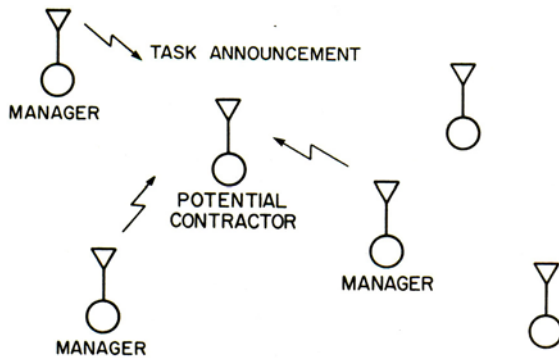 TASK ANNOUNCEMENT
MANAGER
POTENTIAL
CONTRACTOR
MANAGER
MANAGER